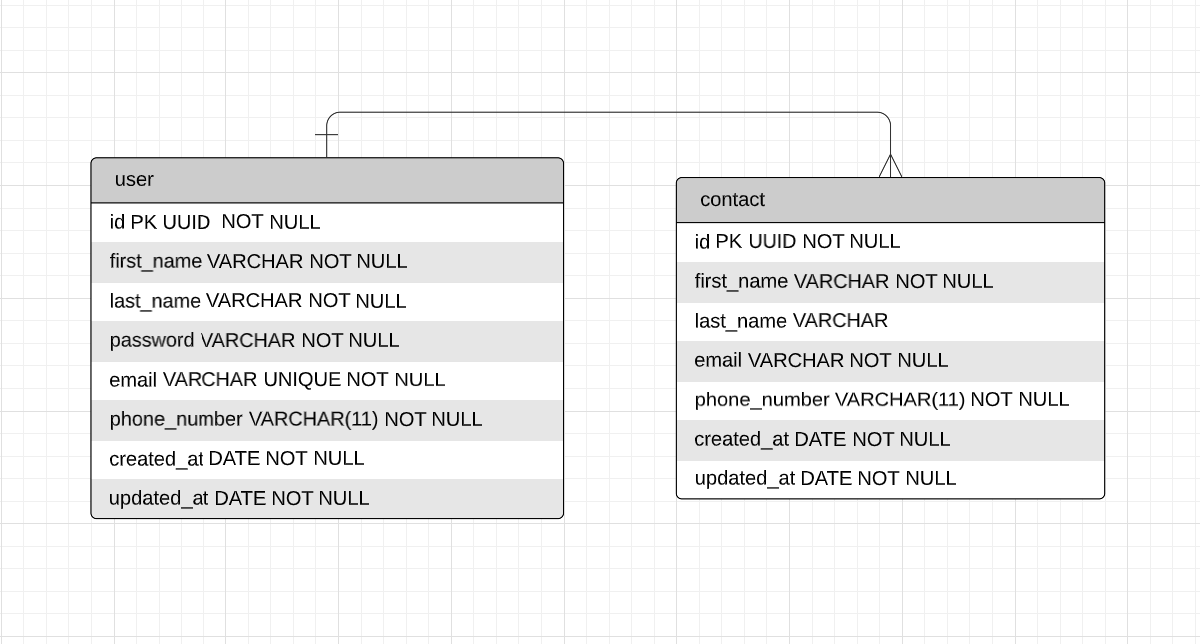 user
id PK UUID NOT NULL
first_name VARCHAR NOT NULL
last_name VARCHAR NOT NULL
password VARCHAR NOT NULL
email VARCHAR UNIQUE NOT NULL
phone_number VARCHAR(11) NOT NULL
created_at DATE NOT NULL
updated_at DATE NOT NULL
contact
id PK UUID NOT NULL
first_name VARCHAR NOT NULL
last_name VARCHAR
email VARCHAR NOT NULL
phone_number VARCHAR(11) NOT NULL
created_at DATE NOT NULL
updated_at DATE NOT NULL